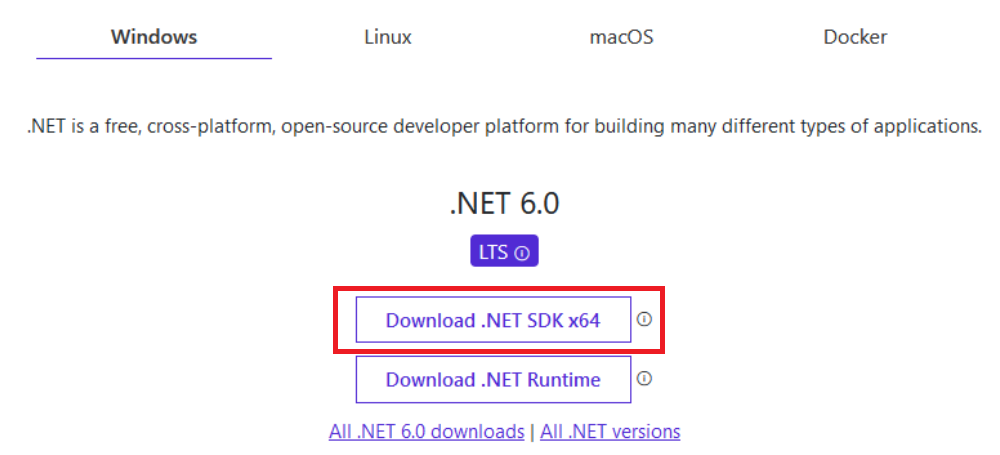 Windows Linux macOS Docker
.NET is a free, cross-platform, open-source developer platform for building many different types of applications.
.NET 6.0
LTS
Download .NET SDK x64
Download .NET Runtime
All .NET 6.0 downloads | All .NET versions